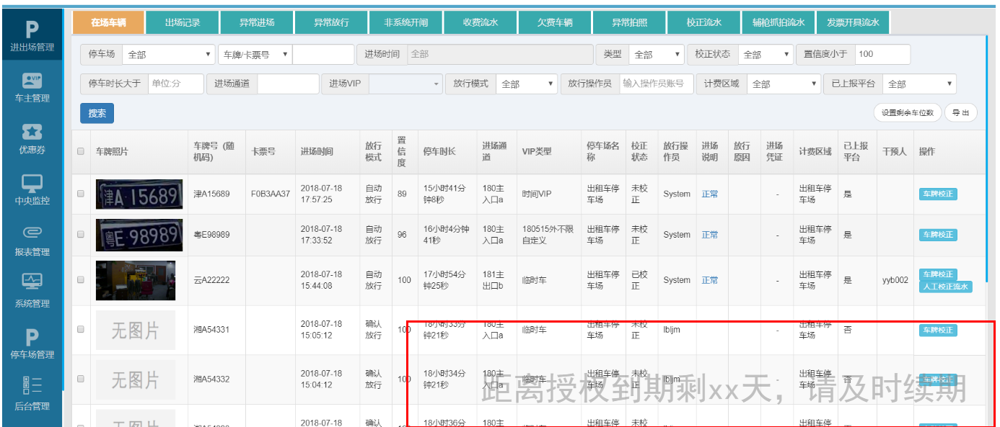 P
进出场管理
车主管理
优惠券
中央监控
报表管理
系统管理
P
停车场管理
后台管理
在场车辆 出场记录 异常进场 异常放行 非系统开闸 收费流水 欠费车辆 异常拍照 校正流水 辅枪抓拍流水 发票开具流水
停车场 全部 车牌/卡票号 进场时间 全部 类型 全部 校正状态 全部 置信度小于 100
停车时长大于 单位:分 进场通道 进场VIP 放行模式 全部 放行操作员 输入操作员账号 计费区域 全部 已上报平台 全部
搜索 设置剩余车位数 导 出
车牌照片 车牌号 (随机码) 卡票号 进场时间 放行模式 置信度 停车时长 进场通道 VIP类型 停车场名称 校正状态 放行操作员 进场说明 放行原因 进场凭证 计费区域 已上报平台 干预人 操作
津A 15689 津A15689 F0B3AA37 2018-07-18 17:57:25 自动放行 89 15小时41分钟8秒 180主入口a 时间VIP 出租车停车场 未校正 System 正常 - 出租车停车场 是 车牌校正
粤E·98989 粤E98989 2018-07-18 17:33:52 自动放行 96 16小时4分钟41秒 180主入口a 180515外不限自定义 出租车停车场 未校正 System 正常 - 出租车停车场 是 车牌校正
云A22222 2018-07-18 15:44:08 自动放行 100 17小时54分钟25秒 181主出口b 临时车 出租车停车场 已校正 System 正常 - 出租车停车场 是 yyb002 车牌校正 人工校正流水
无图片 湘A54331 2018-07-18 15:05:12 确认放行 100 18小时33分钟21秒 180主入口a 临时车 出租车停车场 未校正 lbljm - 出租车停车场 否 车牌校正
无图片 湘A54332 2018-07-18 15:04:12 确认放行 100 18小时34分钟21秒 180主入口a 临时车 出租车停车场 未校正 lbljm - 出租车停车场 否 车牌校正
距离授权到期剩xx天，请及时续期
2018-07-18 确认 18小时36分 180主 出租车停 未校 出租车停